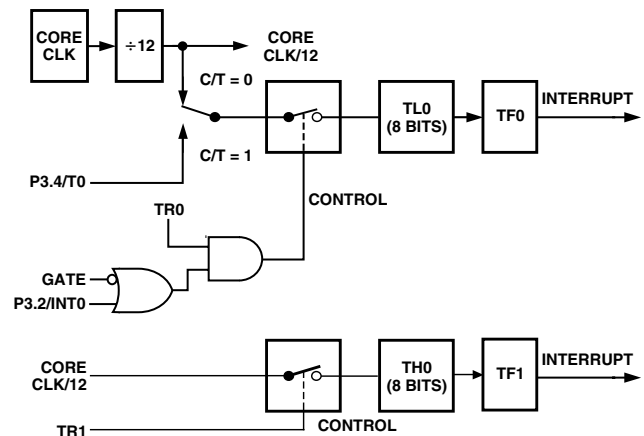 CORE
CLK
÷12
CORE
CLK/12
C/T = 0
C/T = 1
TL0
(8 BITS)
TF0
INTERRUPT
P3.4/T0
CONTROL
TR0
GATE
P3.2/INT0
CORE
CLK/12
TH0
(8 BITS)
TF1
INTERRUPT
CONTROL
TR1